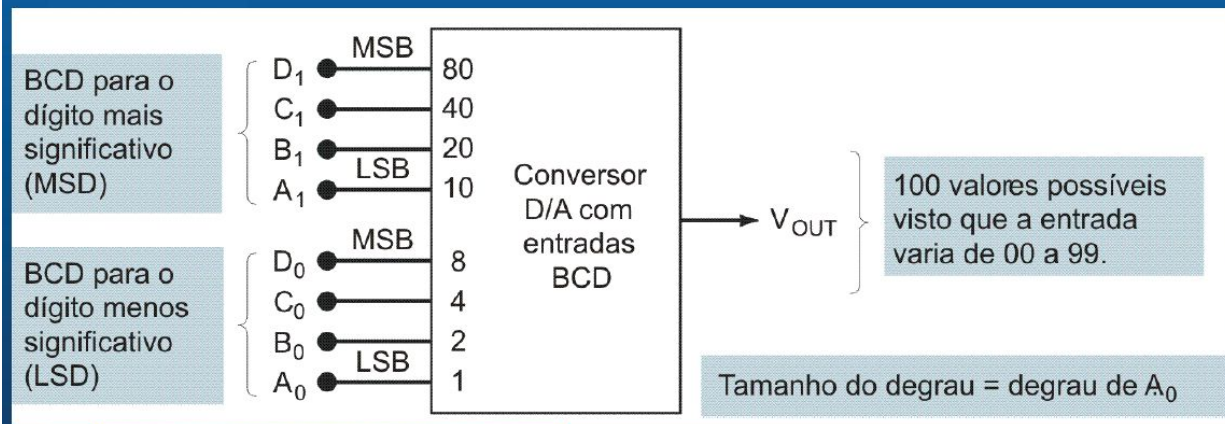 BCD para o
dígito mais
significativo
(MSD)
D1
MSB
80
C1
40
B1
20
A1
LSB
10
BCD para o
dígito menos
significativo
(LSD)
D0
MSB
8
C0
4
B0
2
A0
LSB
1
Conversor
D/A com
entradas
BCD
VOUT
100 valores possíveis
visto que a entrada
varia de 00 a 99.
Tamanho do degrau = degrau de A0